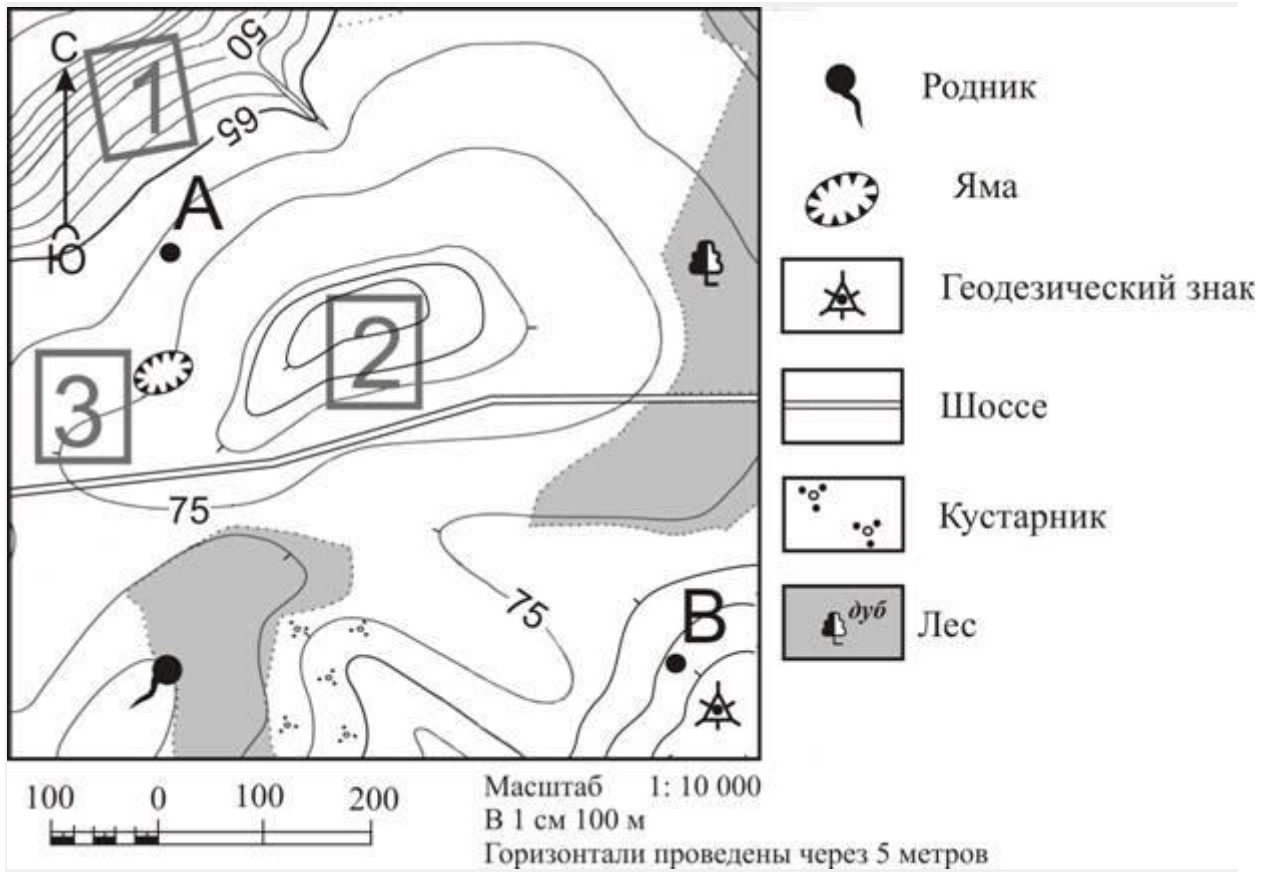 С
50
1
65
А
Ю
2
3
75
75
В
Родник
Яма
Геодезический знак
Шоссе
Кустарник
дуб
Лес
100 0 100 200
Масштаб 1: 10 000
В 1 см 100 м
Горизонтали проведены через 5 метров